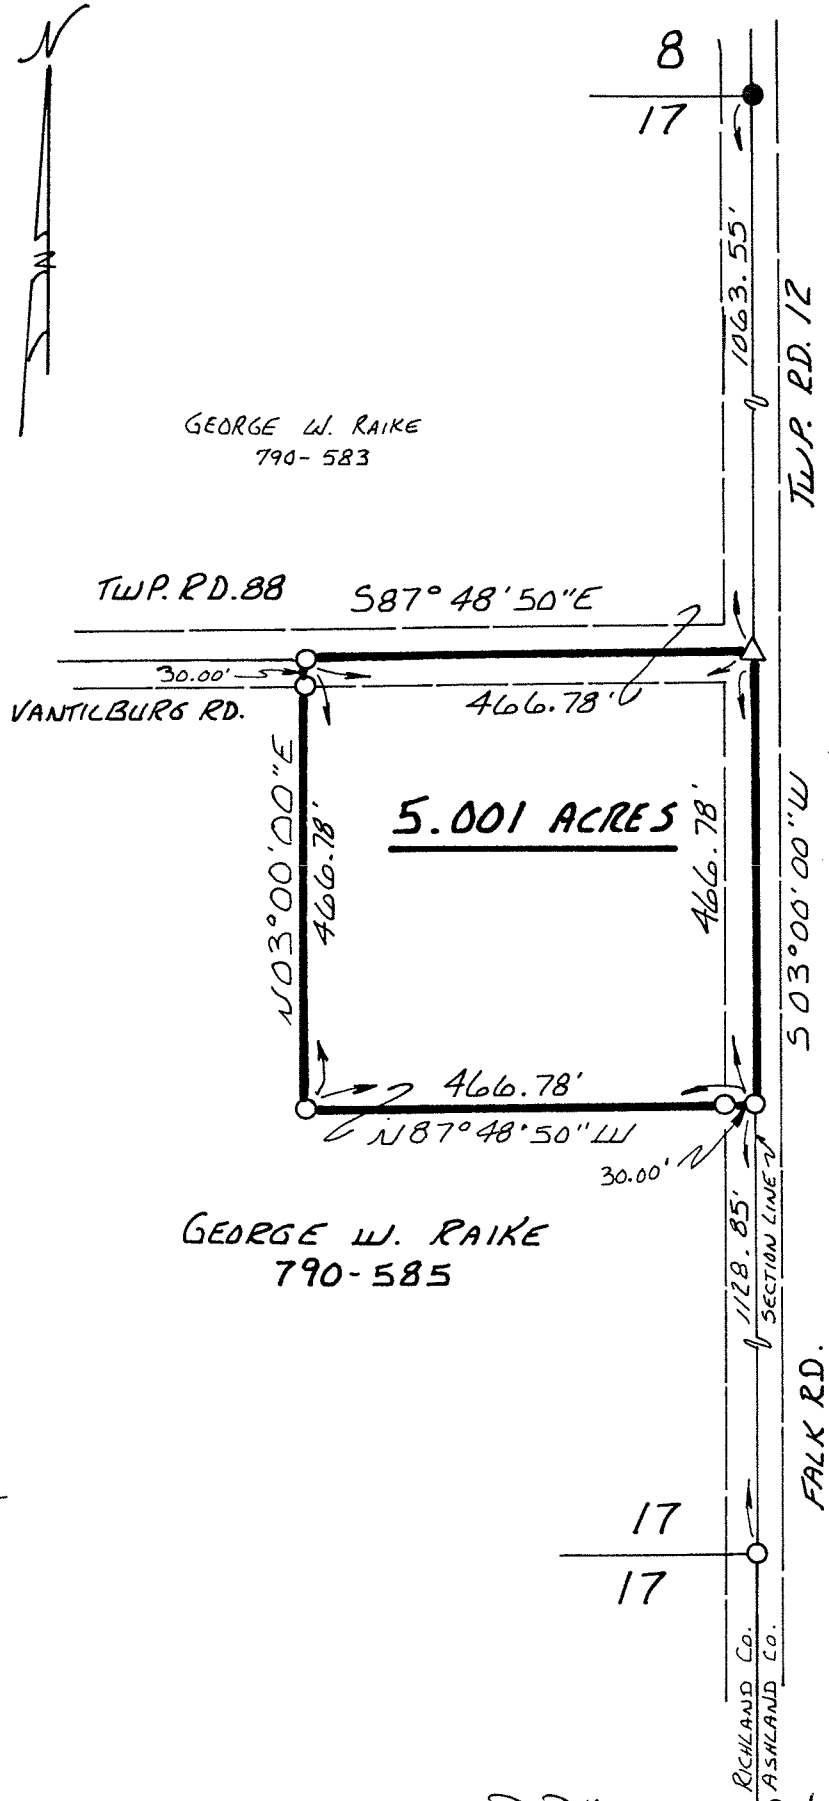 N
8
17
1063.55'
TWP. RD. 12
GEORGE W. RAIKE
790-583
TWP. RD. 88
S87°48'50"E
30.00'
VANTILBURG RD.
466.78'
N03°00'00"E
466.78'
5.001 ACRES
466.78'
S03°00'00"W
466.78'
N87°48'50"W
30.00'
GEORGE W. RAIKE
790-585
1128.85'
SECTION LINE
FALK RD.
17
17
RICHLAND CO.
ASHLAND CO.